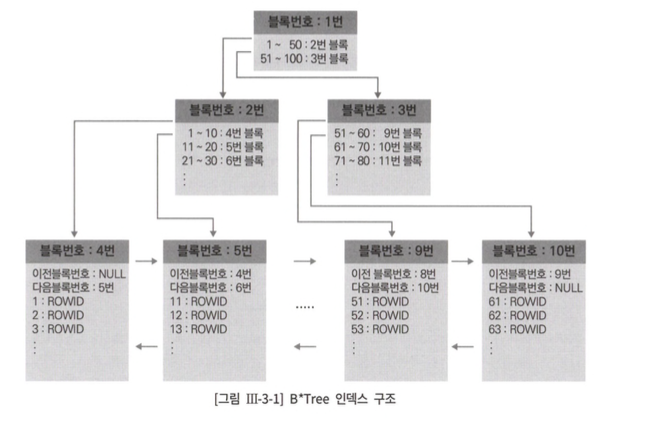 블록번호 : 1번
1 ~ 50 : 2번 블록
51 ~ 100 : 3번 블록
블록번호 : 2번
1 ~ 10 : 4번 블록
11 ~ 20 : 5번 블록
21 ~ 30 : 6번 블록
⋮
블록번호 : 3번
51 ~ 60 : 9번 블록
61 ~ 70 : 10번 블록
71 ~ 80 : 11번 블록
⋮
블록번호 : 4번
이전블록번호 : NULL
다음블록번호 : 5번
1 : ROWID
2 : ROWID
3 : ROWID
⋮
블록번호 : 5번
이전블록번호 : 4번
다음블록번호 : 6번
11 : ROWID
12 : ROWID
13 : ROWID
⋮
.....
블록번호 : 9번
이전 블록번호 : 8번
다음블록번호 : 10번
51 : ROWID
52 : ROWID
53 : ROWID
⋮
블록번호 : 10번
이전블록번호 : 9번
다음블록번호 : NULL
61 : ROWID
62 : ROWID
63 : ROWID
⋮
[그림 Ⅲ-3-1] B*Tree 인덱스 구조